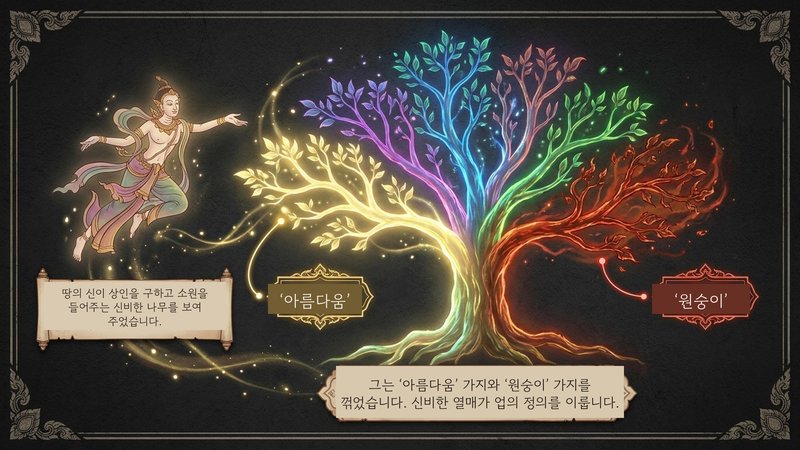 땅의 신이 상인을 구하고 소원을
들어주는 신비한 나무를 보여
주었습니다.
‘아름다움’
‘원숭이’
그는 ‘아름다움’ 가지와 ‘원숭이’ 가지를
꺾었습니다. 신비한 열매가 업의 정의를 이룹니다.